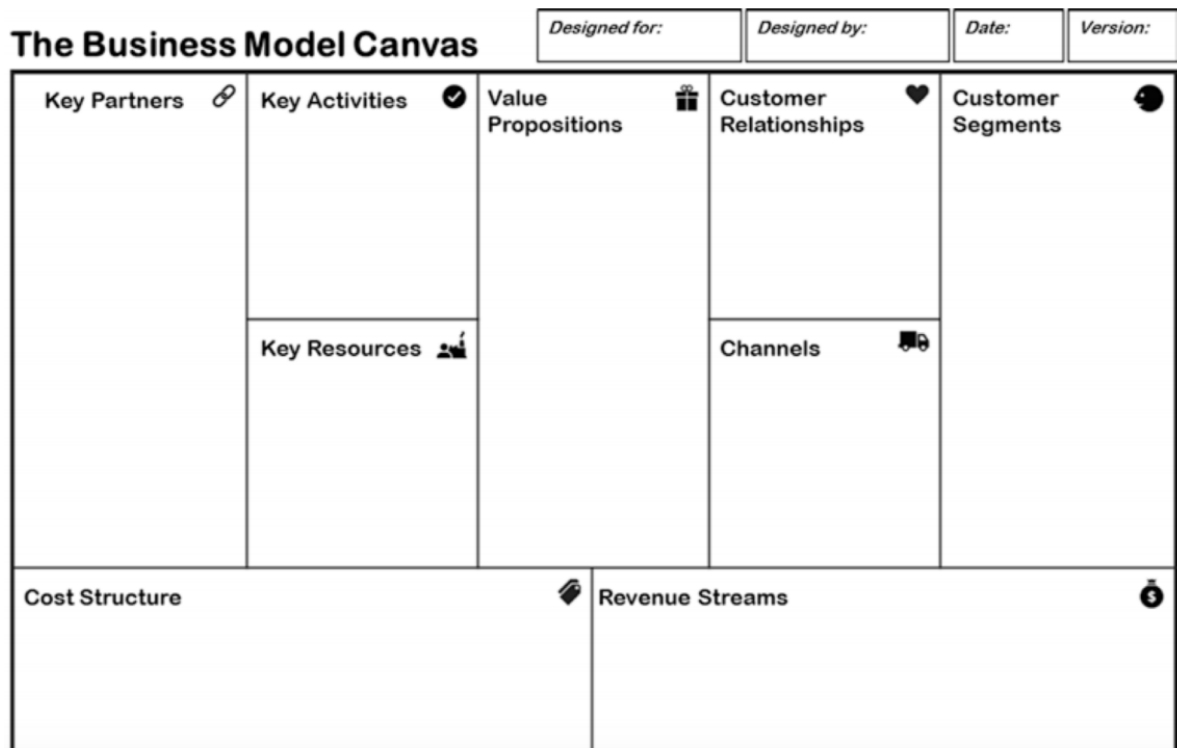 The Business Model Canvas
Designed for:
Designed by:
Date:
Version:
Key Partners
Key Activities
Value
Propositions
Customer
Relationships
Customer
Segments
Key Resources
Channels
Cost Structure
Revenue Streams
$